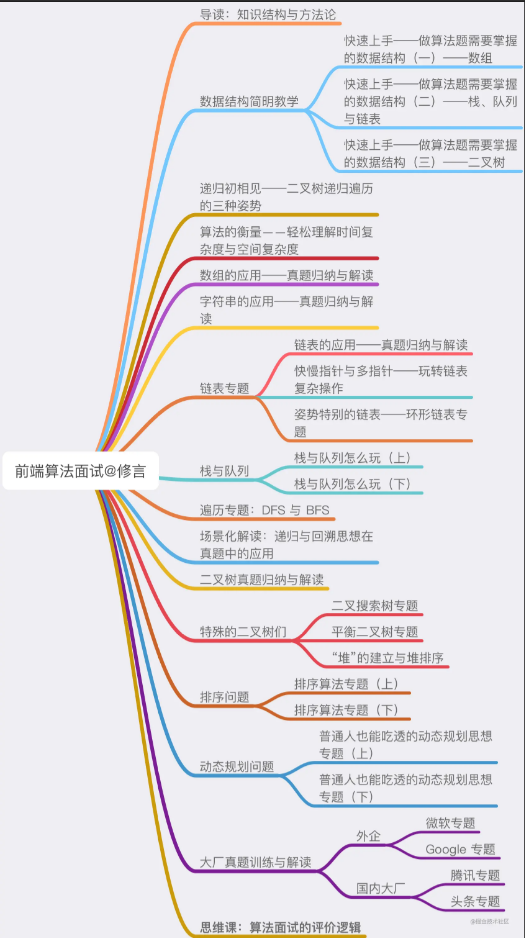 导读：知识结构与方法论
快速上手——做算法题需要掌握
的数据结构（一）——数组
数据结构简明教学
快速上手——做算法题需要掌握
的数据结构（二）——栈、队列
与链表
快速上手——做算法题需要掌握
的数据结构（三）——二叉树
递归初相见——二叉树递归遍历
的三种姿势
算法的衡量——轻松理解时间复
杂度与空间复杂度
数组的应用——真题归纳与解读
字符串的应用——真题归纳与解
读
链表专题
链表的应用——真题归纳与解读
快慢指针与多指针——玩转链表
复杂操作
姿势特别的链表——环形链表专
题
前端算法面试@修言
栈与队列
栈与队列怎么玩（上）
栈与队列怎么玩（下）
遍历专题：DFS 与 BFS
场景化解读：递归与回溯思想在
真题中的应用
二叉树真题归纳与解读
特殊的二叉树们
二叉搜索树专题
平衡二叉树专题
“堆”的建立与堆排序
排序问题
排序算法专题（上）
排序算法专题（下）
动态规划问题
普通人也能吃透的动态规划思想
专题（上）
普通人也能吃透的动态规划思想
专题（下）
大厂真题训练与解读
外企
微软专题
Google 专题
国内大厂
腾讯专题
头条专题
思维课：算法面试的评价逻辑